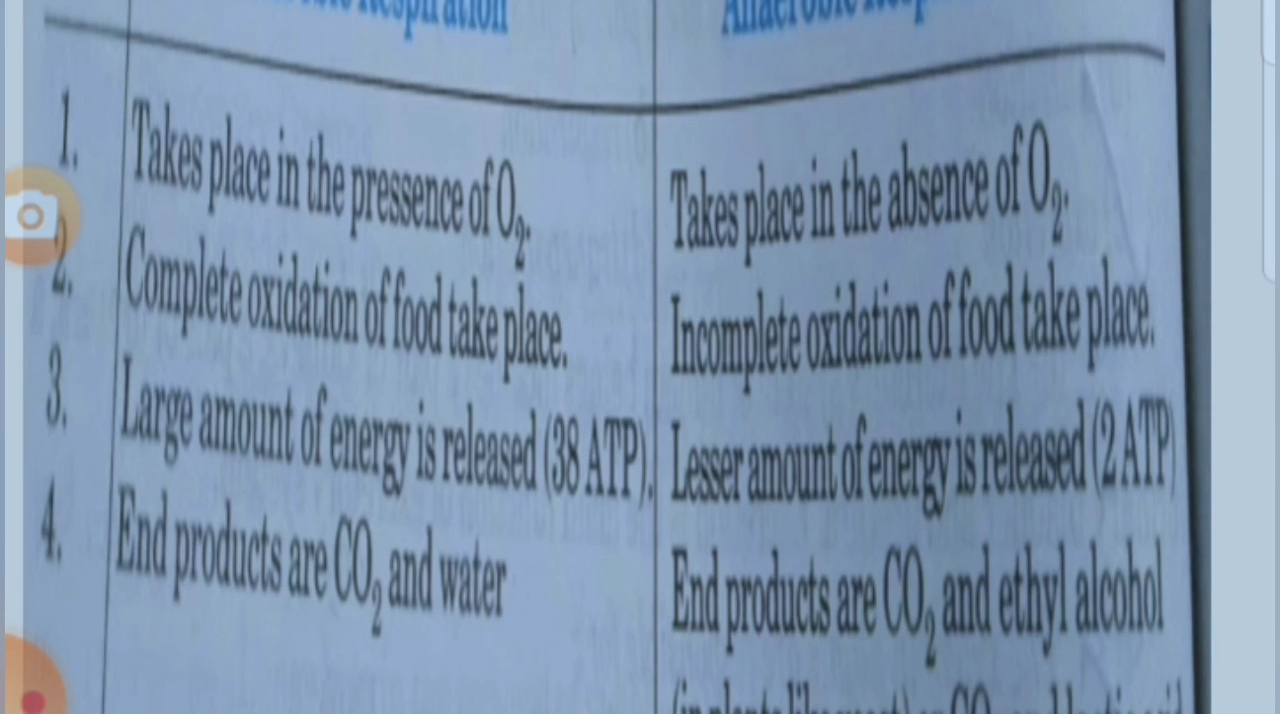 Respiration
Anaerobic
1. Takes place in the pressence of O₂. Takes place in the absence of O₂.
2. Complete oxidation of food take place. Incomplete oxidation of food take place.
3. Large amount of energy is released (38 ATP). Lesser amount of energy is released (2 ATP)
4. End products are CO₂ and water End products are CO₂ and ethyl alcohol